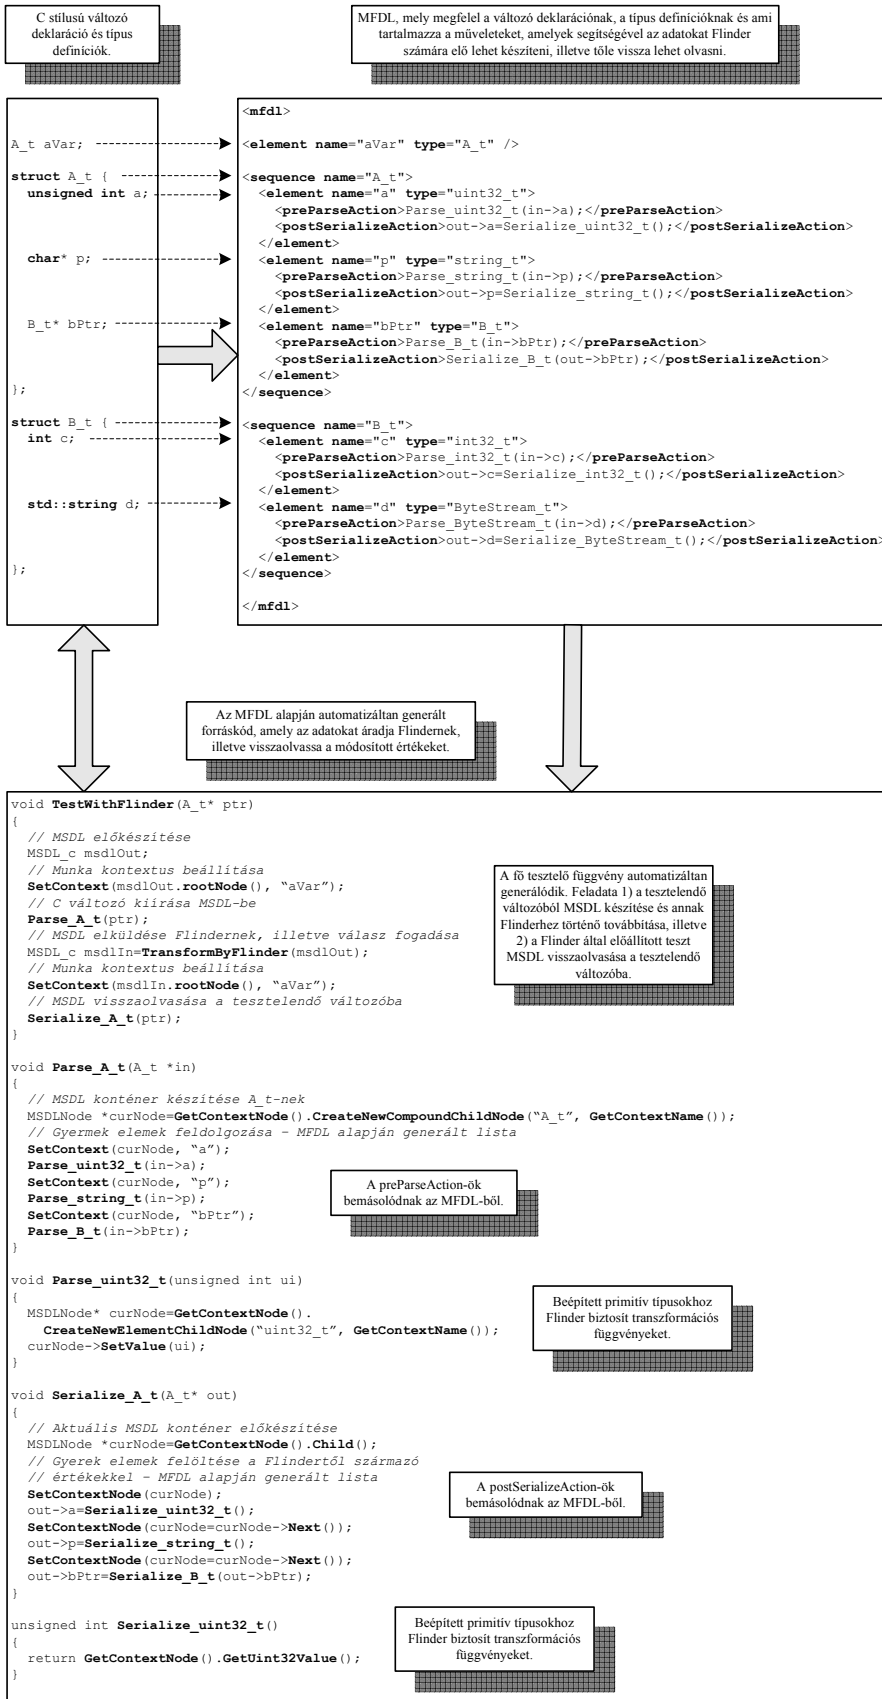 C stílusú változó
deklaráció és típus
definíciók.
MFDL, mely megfelel a változó deklarációnak, a típus definícióknak és ami
tartalmazza a műveleteket, amelyek segítségével az adatokat Flinder
számára elő lehet készíteni, illetve tőle vissza lehet olvasni.
A_t aVar;
struct A_t {
unsigned int a;
char* p;
B_t* bPtr;
};
struct B_t {
int c;
std::string d;
};
<mfdl>
<element name="aVar" type="A_t" />
<sequence name="A_t">
<element name="a" type="uint32_t">
<preParseAction>Parse_uint32_t(in->a);</preParseAction>
<postSerializeAction>out->a=Serialize_uint32_t();</postSerializeAction>
</element>
<element name="p" type="string_t">
<preParseAction>Parse_string_t(in->p);</preParseAction>
<postSerializeAction>out->p=Serialize_string_t();</postSerializeAction>
</element>
<element name="bPtr" type="B_t">
<preParseAction>Parse_B_t(in->bPtr);</preParseAction>
<postSerializeAction>Serialize_B_t(out->bPtr);</postSerializeAction>
</element>
</sequence>
<sequence name="B_t">
<element name="c" type="int32_t">
<preParseAction>Parse_int32_t(in->c);</preParseAction>
<postSerializeAction>out->c=Serialize_int32_t();</postSerializeAction>
</element>
<element name="d" type="ByteStream_t">
<preParseAction>Parse_ByteStream_t(in->d);</preParseAction>
<postSerializeAction>out->d=Serialize_ByteStream_t();</postSerializeAction>
</element>
</sequence>
</mfdl>
Az MFDL alapján automatizáltan generált
forráskód, amely az adatokat áradja Flindernek,
illetve visszaolvassa a módosított értékeket.
void TestWithFlinder(A_t* ptr)
{
// MSDL előkészítése
MSDL_c msdlOut;
// Munka kontextus beállítása
SetContext(msdlOut.rootNode(), “aVar”);
// C változó kiírása MSDL-be
Parse_A_t(ptr);
// MSDL elküldése Flindernek, illetve válasz fogadása
MSDL_c msdlIn=TransformByFlinder(msdlOut);
// Munka kontextus beállítása
SetContext(msdlIn.rootNode(), “aVar”);
// MSDL visszaolvasása a tesztelendő változóba
Serialize_A_t(ptr);
}
A fő tesztelő függvény automatizáltan
generálódik. Feladata 1) a tesztelendő
változóból MSDL készítése és annak
Flinderhez történő továbbítása, illetve
2) a Flinder által előállított teszt
MSDL visszaolvasása a tesztelendő
változóba.
void Parse_A_t(A_t *in)
{
// MSDL konténer készítése A_t-nek
MSDLNode *curNode=GetContextNode().CreateNewCompoundChildNode(“A_t”, GetContextName());
// Gyermek elemek feldolgozása – MFDL alapján generált lista
SetContext(curNode, “a”);
Parse_uint32_t(in->a);
SetContext(curNode, “p”);
Parse_string_t(in->p);
SetContext(curNode, “bPtr”);
Parse_B_t(in->bPtr);
}
A preParseAction-ök
bemásolódnak az MFDL-ből.
void Parse_uint32_t(unsigned int ui)
{
MSDLNode* curNode=GetContextNode().
CreateNewElementChildNode(“uint32_t”, GetContextName());
curNode->SetValue(ui);
}
Beépített primitív típusokhoz
Flinder biztosít transzformációs
függvényeket.
void Serialize_A_t(A_t* out)
{
// Aktuális MSDL konténer előkészítése
MSDLNode *curNode=GetContextNode().Child();
// Gyerek elemek felöltése a Flindertől származó
// értékekkel – MFDL alapján generált lista
SetContextNode(curNode);
out->a=Serialize_uint32_t();
SetContextNode(curNode=curNode->Next());
out->p=Serialize_string_t();
SetContextNode(curNode=curNode->Next());
out->bPtr=Serialize_B_t(out->bPtr);
}
A postSerializeAction-ök
bemásolódnak az MFDL-ből.
unsigned int Serialize_uint32_t()
{
return GetContextNode().GetUint32Value();
}
Beépített primitív típusokhoz
Flinder biztosít transzformációs
függvényeket.